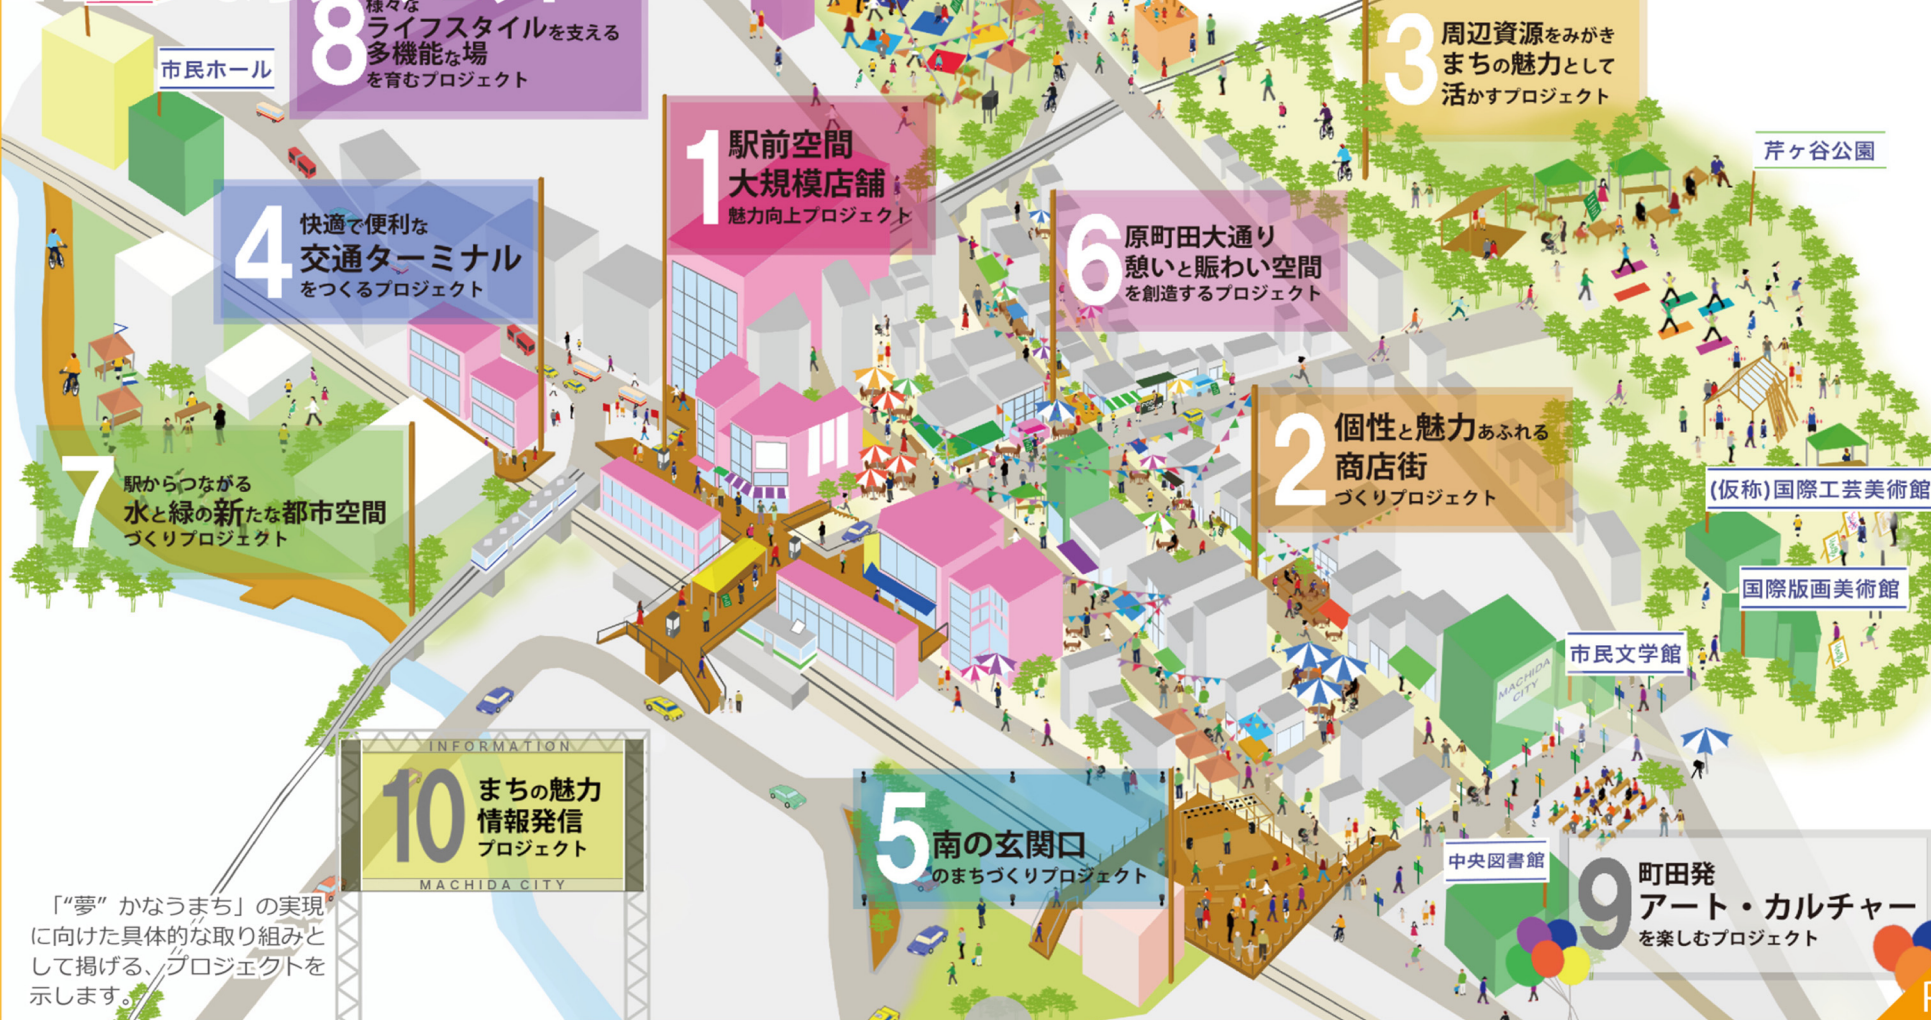 様々な
8 ライフスタイルを支える
多機能な場
を育むプロジェクト
市民ホール
3 周辺資源をみがき
まちの魅力として
活かすプロジェクト
芹ヶ谷公園
1 駅前空間
大規模店舗
魅力向上プロジェクト
4 快適で便利な
交通ターミナル
をつくるプロジェクト
6 原町田大通り
憩いと賑わい空間
を創造するプロジェクト
2 個性と魅力あふれる
商店街
づくりプロジェクト
7 駅からつながる
水と緑の新たな都市空間
づくりプロジェクト
(仮称)国際工芸美術館
国際版画美術館
市民文学館
MACHIDA
CITY
INFORMATION
10 まちの魅力
情報発信
プロジェクト
MACHIDA CITY
5 南の玄関口
のまちづくりプロジェクト
中央図書館
9 町田発
アート・カルチャー
を楽しむプロジェクト
「“夢”かなうまち」の実現
に向けた具体的な取り組みと
して掲げる、プロジェクトを
示します。